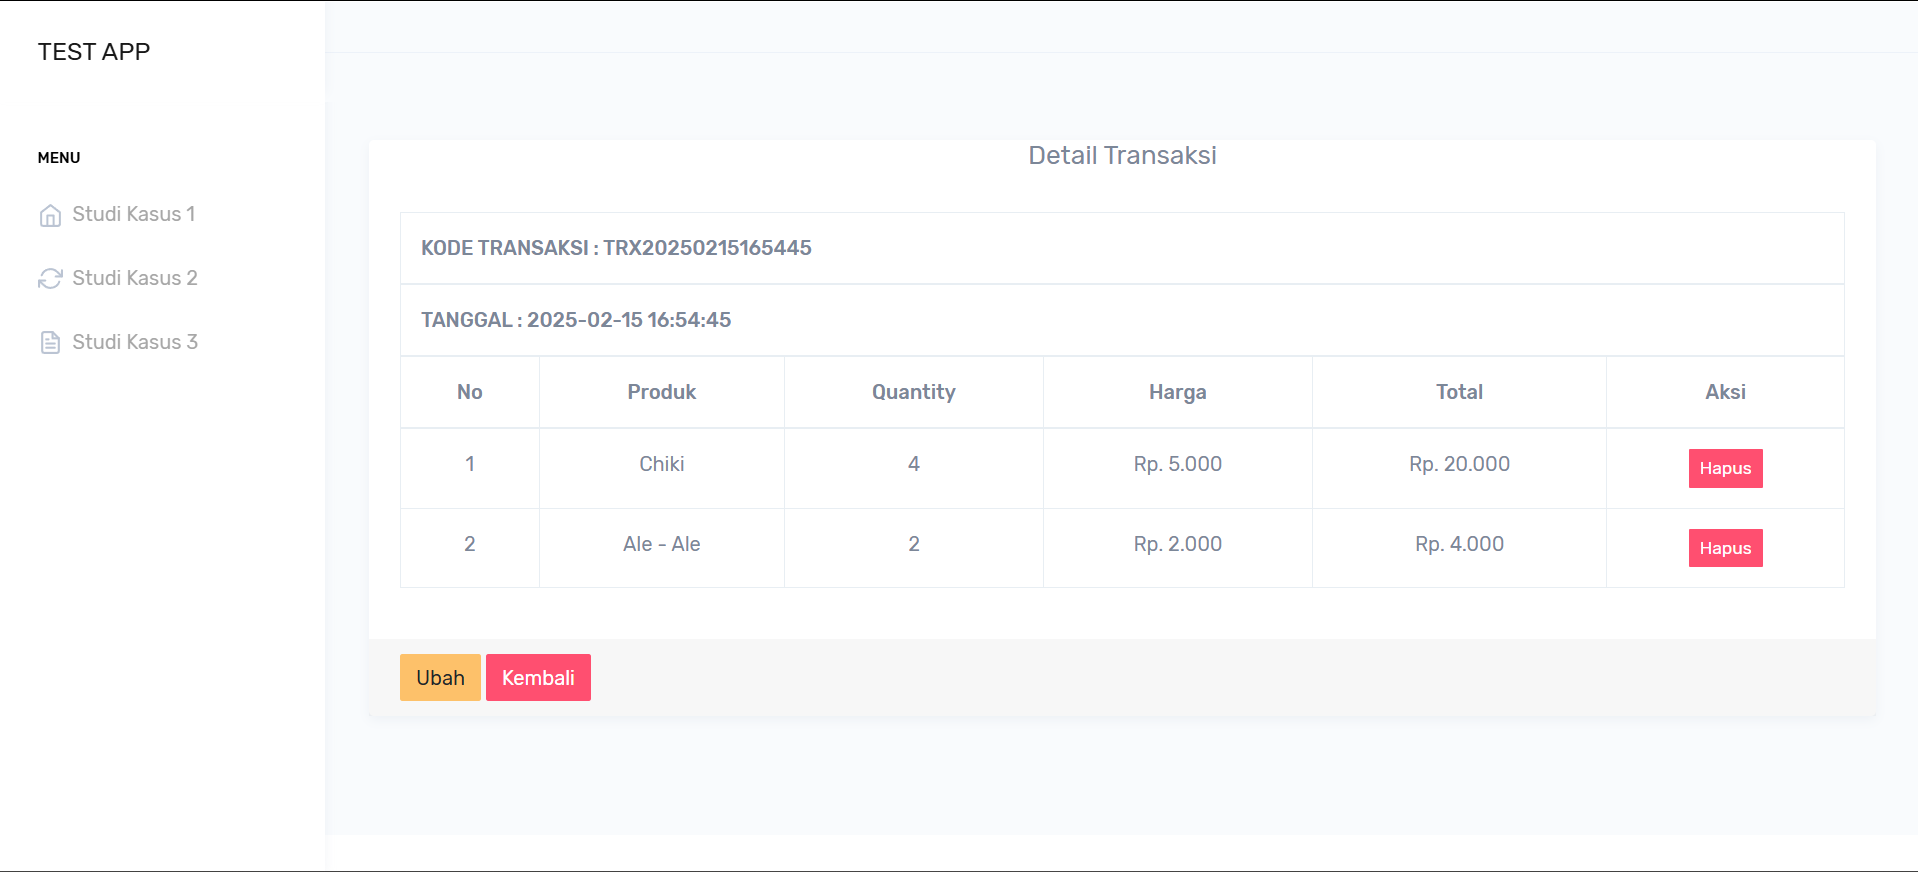 TEST APP
MENU
Studi Kasus 1
Studi Kasus 2
Studi Kasus 3
Detail Transaksi
KODE TRANSAKSI : TRX20250215165445
TANGGAL : 2025-02-15 16:54:45
No Produk Quantity Harga Total Aksi
1 Chiki 4 Rp. 5.000 Rp. 20.000 Hapus
2 Ale - Ale 2 Rp. 2.000 Rp. 4.000 Hapus
Ubah Kembali